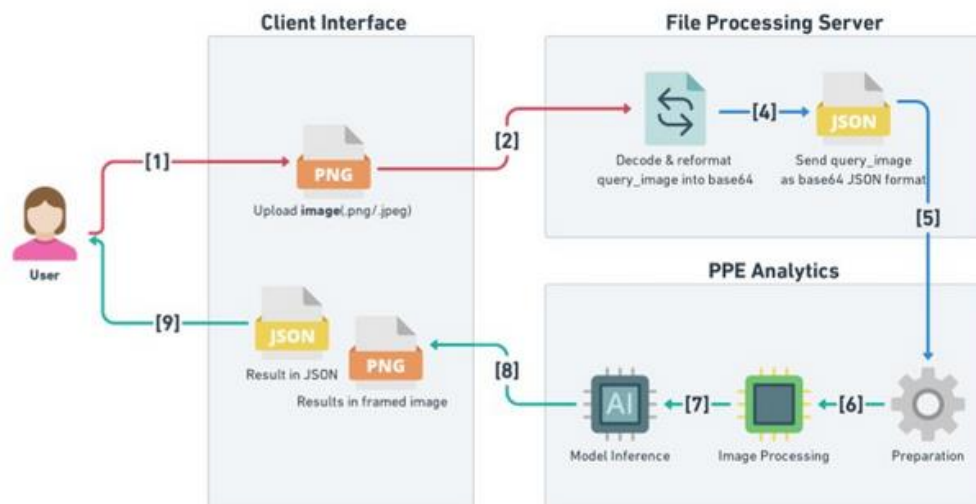 Client Interface
File Processing Server
[1]
PNG
Upload image(.png/.jpeg)
[2]
Decode & reformat
query_image into base64
[4]
JSON
Send query_image
as base64 JSON format
[5]
User
PPE Analytics
[9]
JSON
Result in JSON
PNG
Results in framed image
[8]
AI
Model Inference
[7]
Image Processing
[6]
Preparation